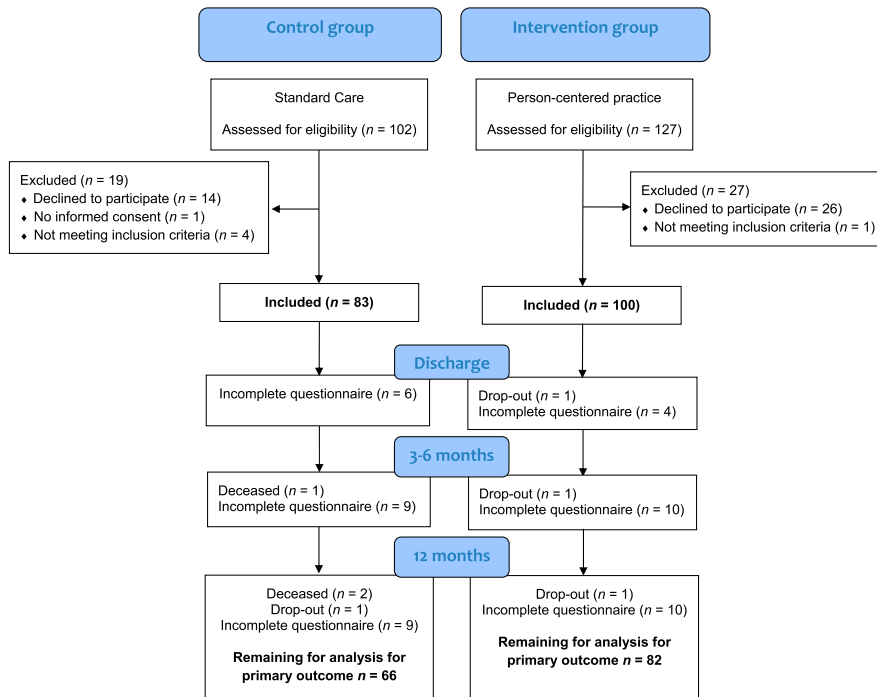 Control group
Intervention group
Standard Care
Assessed for eligibility (n = 102)
Person-centered practice
Assessed for eligibility (n = 127)
Excluded (n = 19)
♦ Declined to participate (n = 14)
♦ No informed consent (n = 1)
♦ Not meeting inclusion criteria (n = 4)
Excluded (n = 27)
♦ Declined to participate (n = 26)
♦ Not meeting inclusion criteria (n = 1)
Included (n = 83)
Included (n = 100)
Discharge
Incomplete questionnaire (n = 6)
Drop-out (n = 1)
Incomplete questionnaire (n = 4)
3-6 months
Deceased (n = 1)
Incomplete questionnaire (n = 9)
Drop-out (n = 1)
Incomplete questionnaire (n = 10)
12 months
Deceased (n = 2)
Drop-out (n = 1)
Incomplete questionnaire (n = 9)
Remaining for analysis for
primary outcome n = 66
Drop-out (n = 1)
Incomplete questionnaire (n = 10)
Remaining for analysis for
primary outcome n = 82